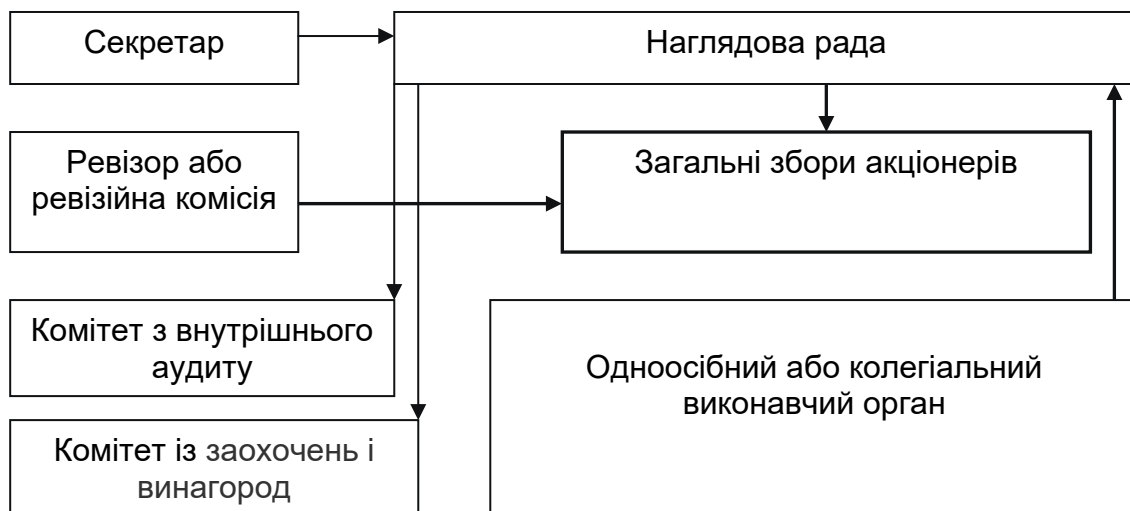 Секретар
Наглядова рада
Ревізор або
ревізійна комісія
Загальні збори акціонерів
Комітет з внутрішнього
аудиту
Одноосібний або колегіальний
виконавчий орган
Комітет із заохочень і
винагород